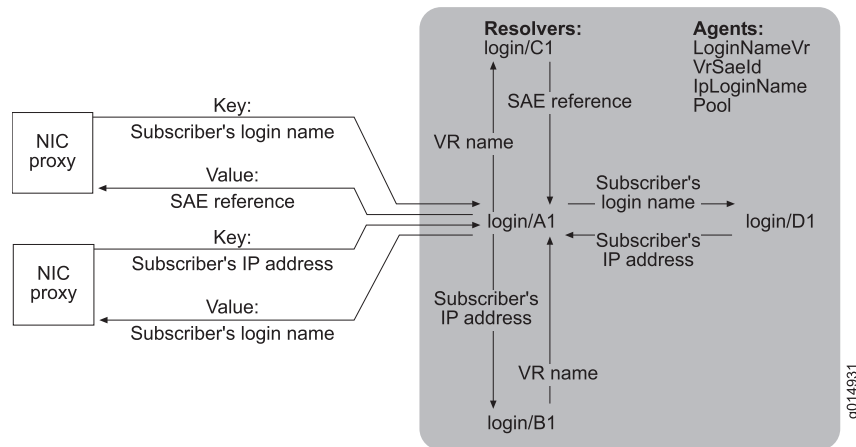 Resolvers:
login/C1
Agents:
LoginNameVr
VrSaeId
IpLoginName
Pool
SAE reference
VR name
NIC
proxy
Key:
Subscriber's login name
Value:
SAE reference
NIC
proxy
Key:
Subscriber's IP address
Value:
Subscriber's login name
login/A1
Subscriber's
login name
Subscriber's
IP address
login/D1
Subscriber's
IP address
VR name
login/B1
g014931